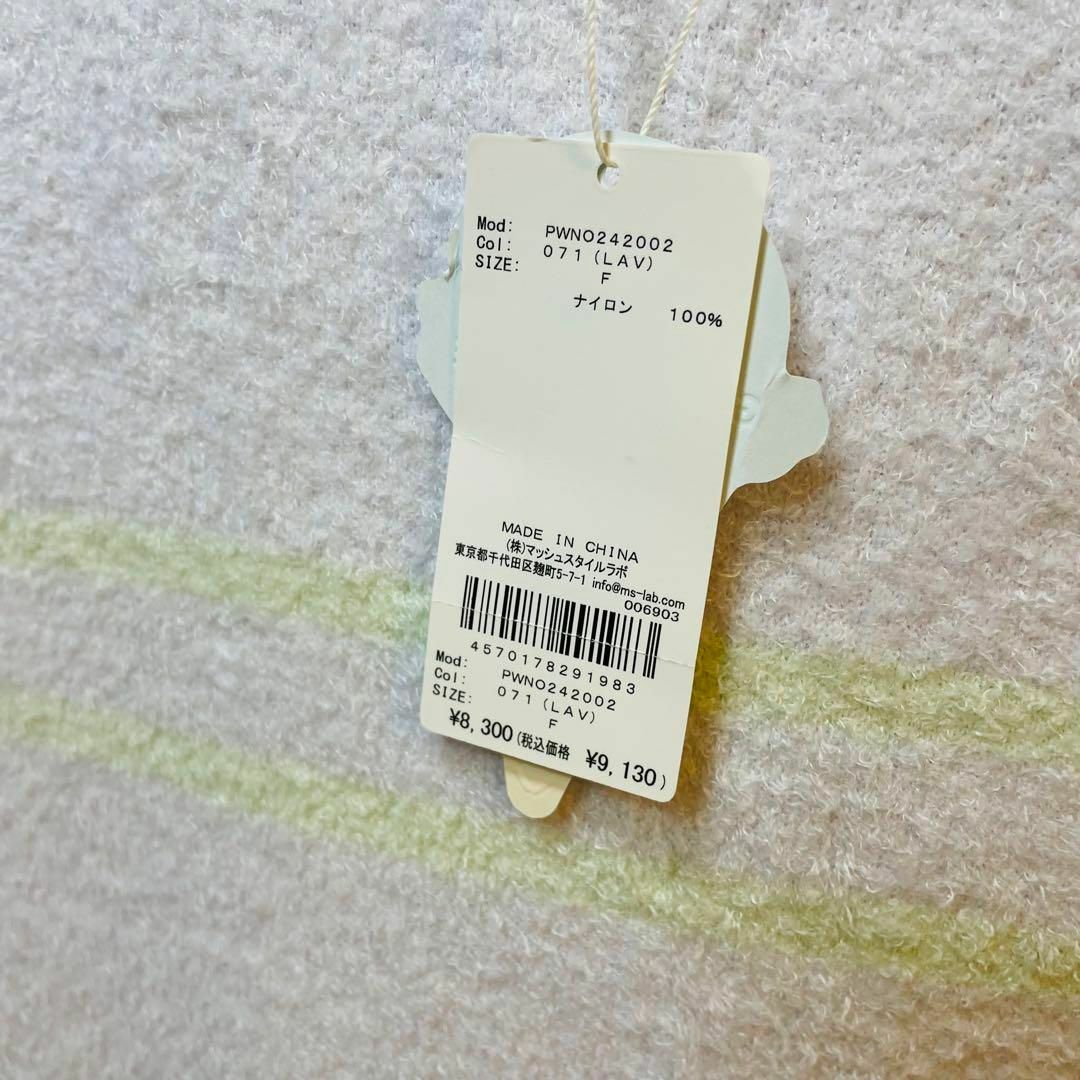 Mod: PWNO242002
Col: 071(LAV)
SIZE: F
ナイロン 100%
MADE IN CHINA
(株)マッシュスタイルラボ
東京都千代田区麹町5-7-1 info@ms-lab.com
006903
4570178291983
Mod: PWNO242002
Col: 071(LAV)
SIZE: F
¥8,300(税込価格 ¥9,130)